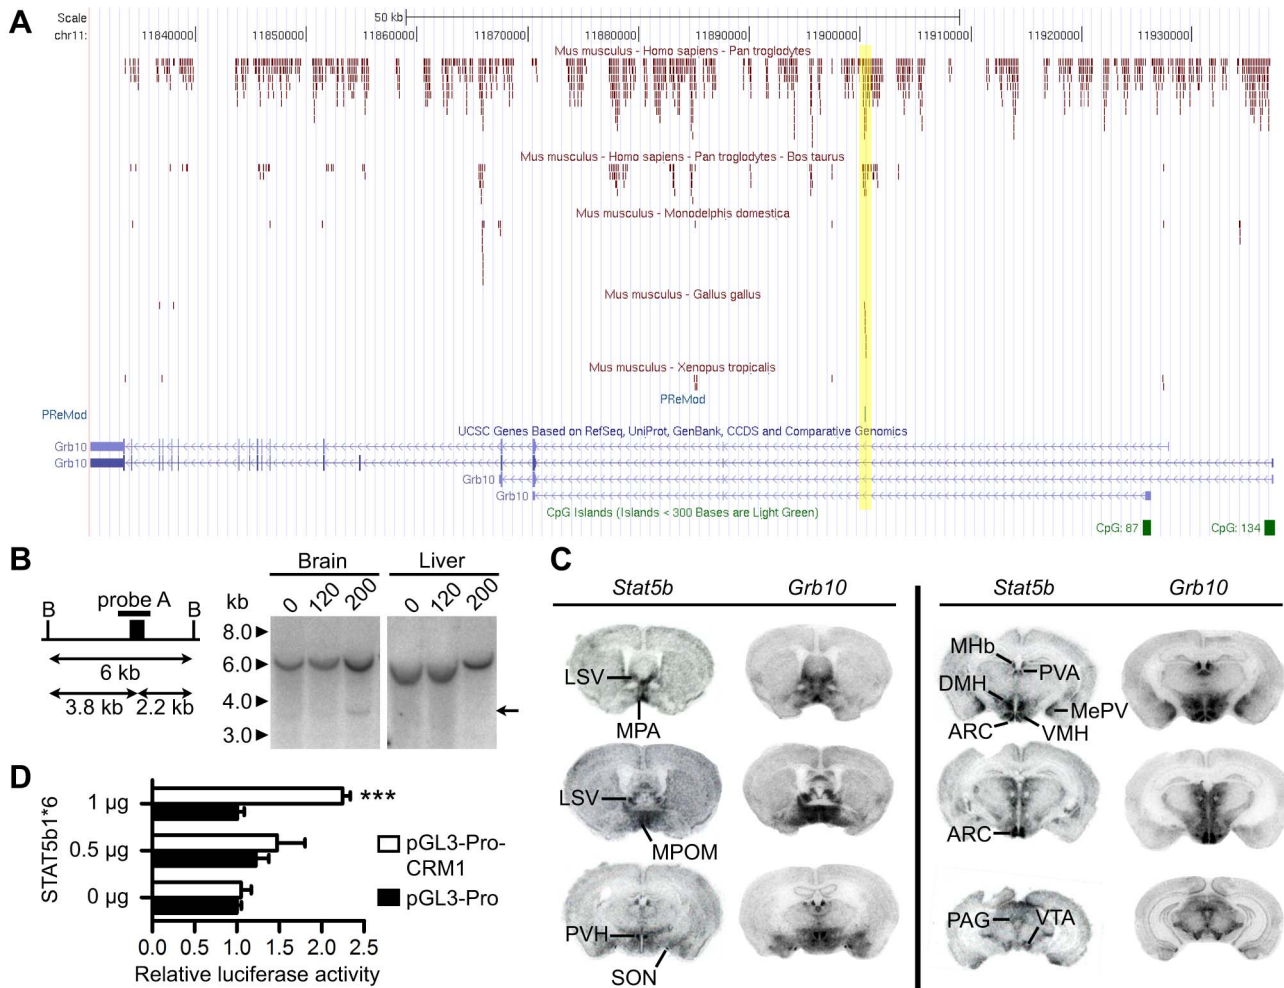 A
Scale
50 kb
chr11:
11840000
11850000
11860000
11870000
11880000
11890000
11900000
11910000
11920000
11930000
Mus musculus - Homo sapiens - Pan troglodytes
Mus musculus - Homo sapiens - Pan troglodytes - Bos taurus
Mus musculus - Monodelphis domestica
Mus musculus - Gallus gallus
Mus musculus - Xenopus tropicalis
PReMod
PReMod
UCSC Genes Based on RefSeq, UniProt, GenBank, CCDS and Comparative Genomics
Grb10
Grb10
Grb10
Grb10
CpG Islands (Islands < 300 Bases are Light Green)
CpG: 87
CpG: 134
B
Brain
Liver
0 120 200
0 120 200
probe A
B
B
kb
8.0
6.0
4.0
3.0
6 kb
3.8 kb
2.2 kb
C
Stat5b
Grb10
Stat5b
Grb10
LSV
MPA
LSV
MPOM
PVH
SON
MHb
PVA
DMH
MePV
ARC
VMH
ARC
PAG
VTA
D
STAT5b1*6
1 µg
0.5 µg
0 µg
***
pGL3-Pro-
CRM1
pGL3-Pro
0.0 0.5 1.0 1.5 2.0 2.5
Relative luciferase activity